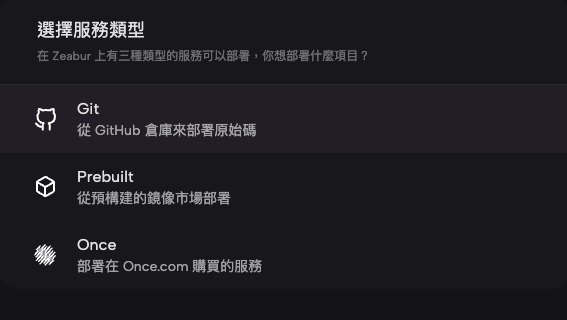 選擇服務類型
在 Zeabur 上有三種類型的服務可以部署，你想部署什麼項目？
Git
從 GitHub 倉庫來部署原始碼
Prebuilt
從預構建的鏡像市場部署
Once
部署在 Once.com 購買的服務